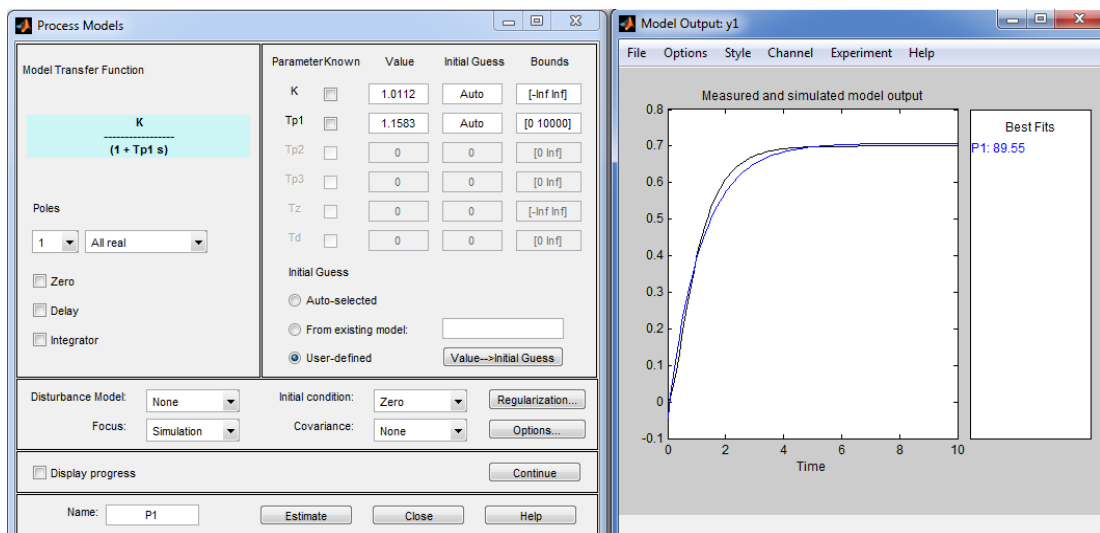 Process Models
Model Transfer Function
K
-----------------
(1 + Tp1 s)
Poles
1 All real
Zero
Delay
Integrator
Parameter Known Value Initial Guess Bounds
K 1.0112 Auto [-Inf Inf]
Tp1 1.1583 Auto [0 10000]
Tp2 0 0 [0 Inf]
Tp3 0 0 [0 Inf]
Tz 0 0 [-Inf Inf]
Td 0 0 [0 Inf]
Initial Guess
Auto-selected
From existing model:
User-defined Value-->Initial Guess
Disturbance Model: None Initial condition: Zero Regularization...
Focus: Simulation Covariance: None Options...
Display progress Continue
Name: P1 Estimate Close Help
Model Output: y1
File Options Style Channel Experiment Help
Measured and simulated model output
0.8
0.7
0.6
0.5
0.4
0.3
0.2
0.1
0
-0.1
0 2 4 6 8 10
Time
Best Fits
P1: 89.55